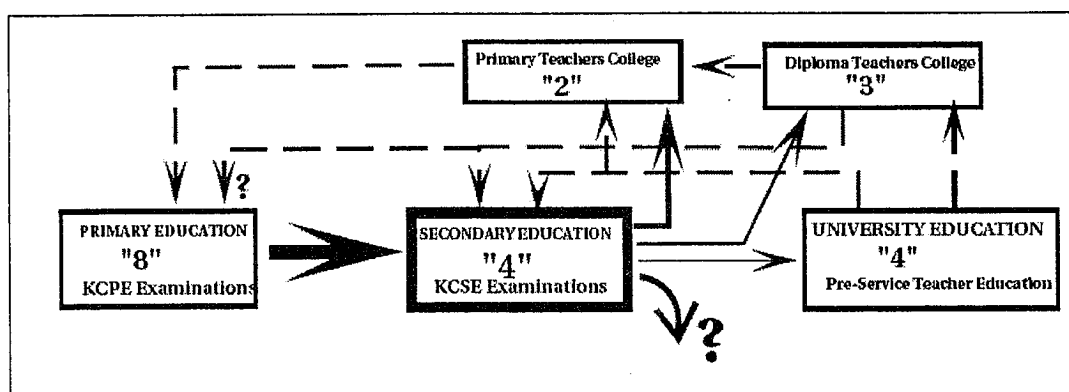 Primary Teachers College
"2"
Diploma Teachers College
"3"
?
PRIMARY EDUCATION
"8"
KCPE Examinations
SECONDARY EDUCATION
"4"
KCSE Examinations
UNIVERSITY EDUCATION
"4"
Pre-Service Teacher Education
?